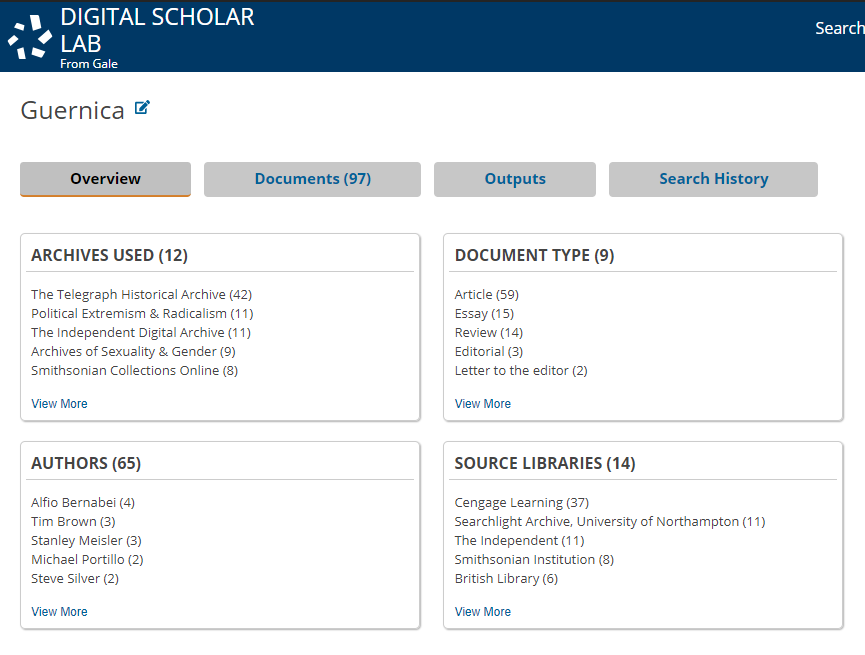 DIGITAL SCHOLAR
LAB
From Gale
Search
Guernica
Overview
Documents (97)
Outputs
Search History
ARCHIVES USED (12)
The Telegraph Historical Archive (42)
Political Extremism & Radicalism (11)
The Independent Digital Archive (11)
Archives of Sexuality & Gender (9)
Smithsonian Collections Online (8)
View More
DOCUMENT TYPE (9)
Article (59)
Essay (15)
Review (14)
Editorial (3)
Letter to the editor (2)
View More
AUTHORS (65)
Alfio Bernabei (4)
Tim Brown (3)
Stanley Meisler (3)
Michael Portillo (2)
Steve Silver (2)
View More
SOURCE LIBRARIES (14)
Cengage Learning (37)
Searchlight Archive, University of Northampton (11)
The Independent (11)
Smithsonian Institution (8)
British Library (6)
View More